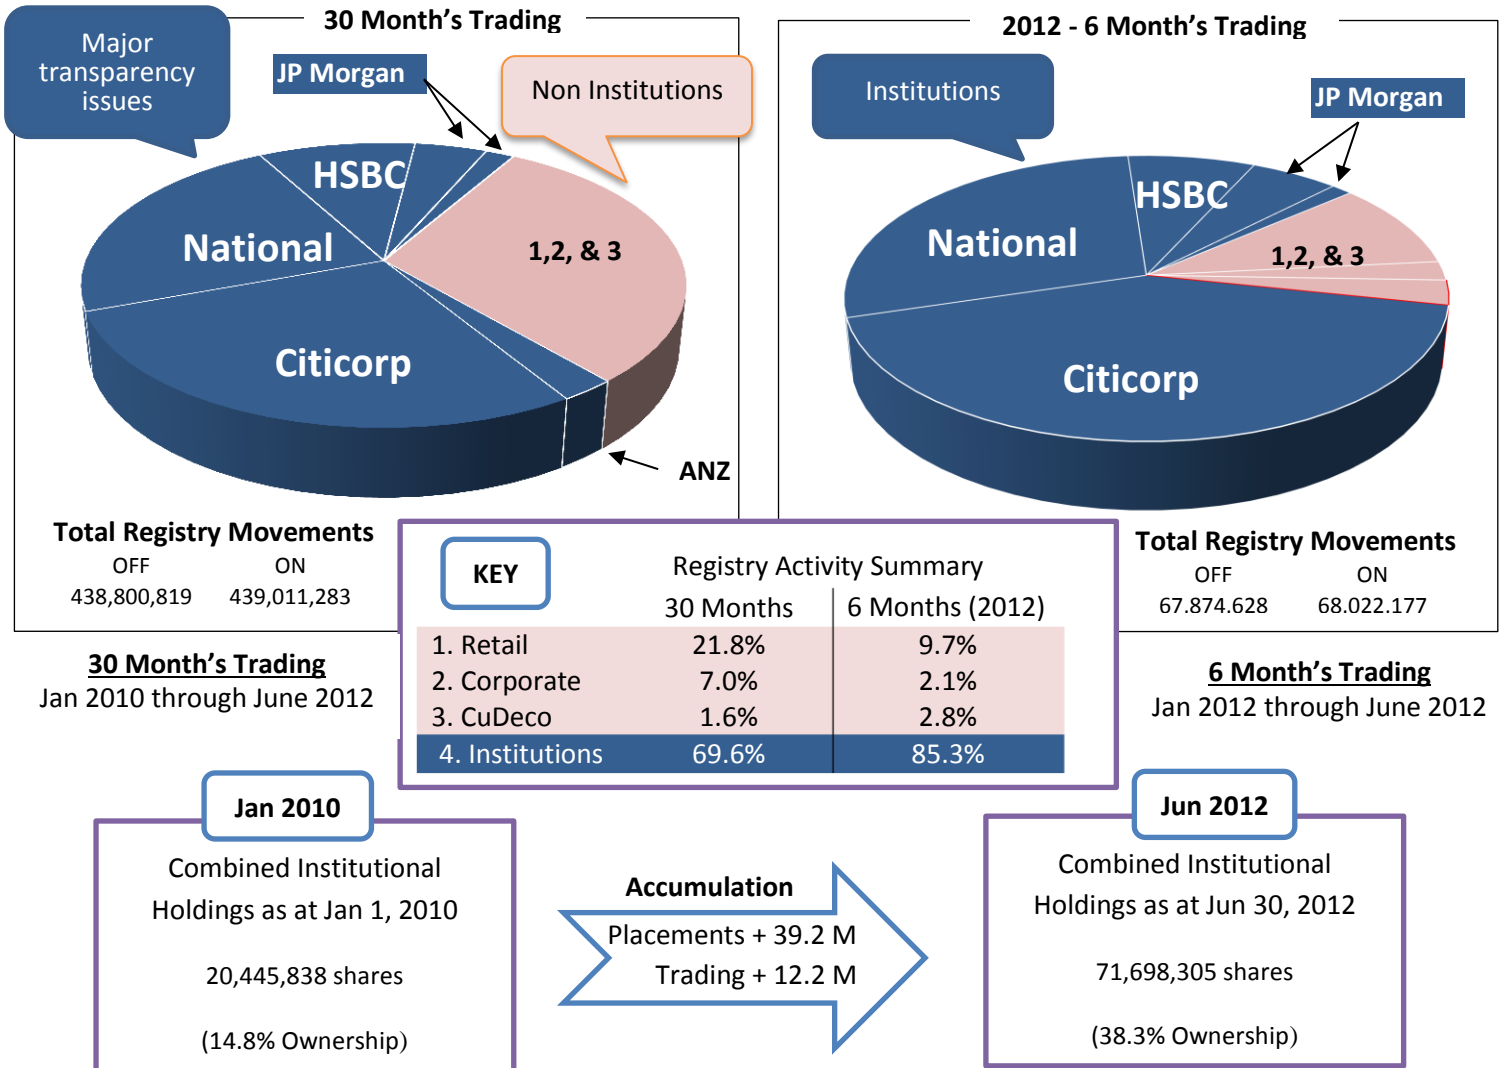 30 Month’s Trading
Major
transparency
issues
JP Morgan
Non Institutions
HSBC
National
1,2, & 3
Citicorp
ANZ
Total Registry Movements
OFF ON
438,800,819 439,011,283
2012 - 6 Month’s Trading
Institutions
JP Morgan
HSBC
National
1,2, & 3
Citicorp
Total Registry Movements
OFF ON
67.874.628 68.022.177
KEY
Registry Activity Summary
30 Months 6 Months (2012)
1. Retail 21.8% 9.7%
2. Corporate 7.0% 2.1%
3. CuDeco 1.6% 2.8%
4. Institutions 69.6% 85.3%
30 Month’s Trading
Jan 2010 through June 2012
6 Month’s Trading
Jan 2012 through June 2012
Jan 2010
Combined Institutional
Holdings as at Jan 1, 2010
20,445,838 shares
(14.8% Ownership)
Accumulation
Placements + 39.2 M
Trading + 12.2 M
Jun 2012
Combined Institutional
Holdings as at Jun 30, 2012
71,698,305 shares
(38.3% Ownership)